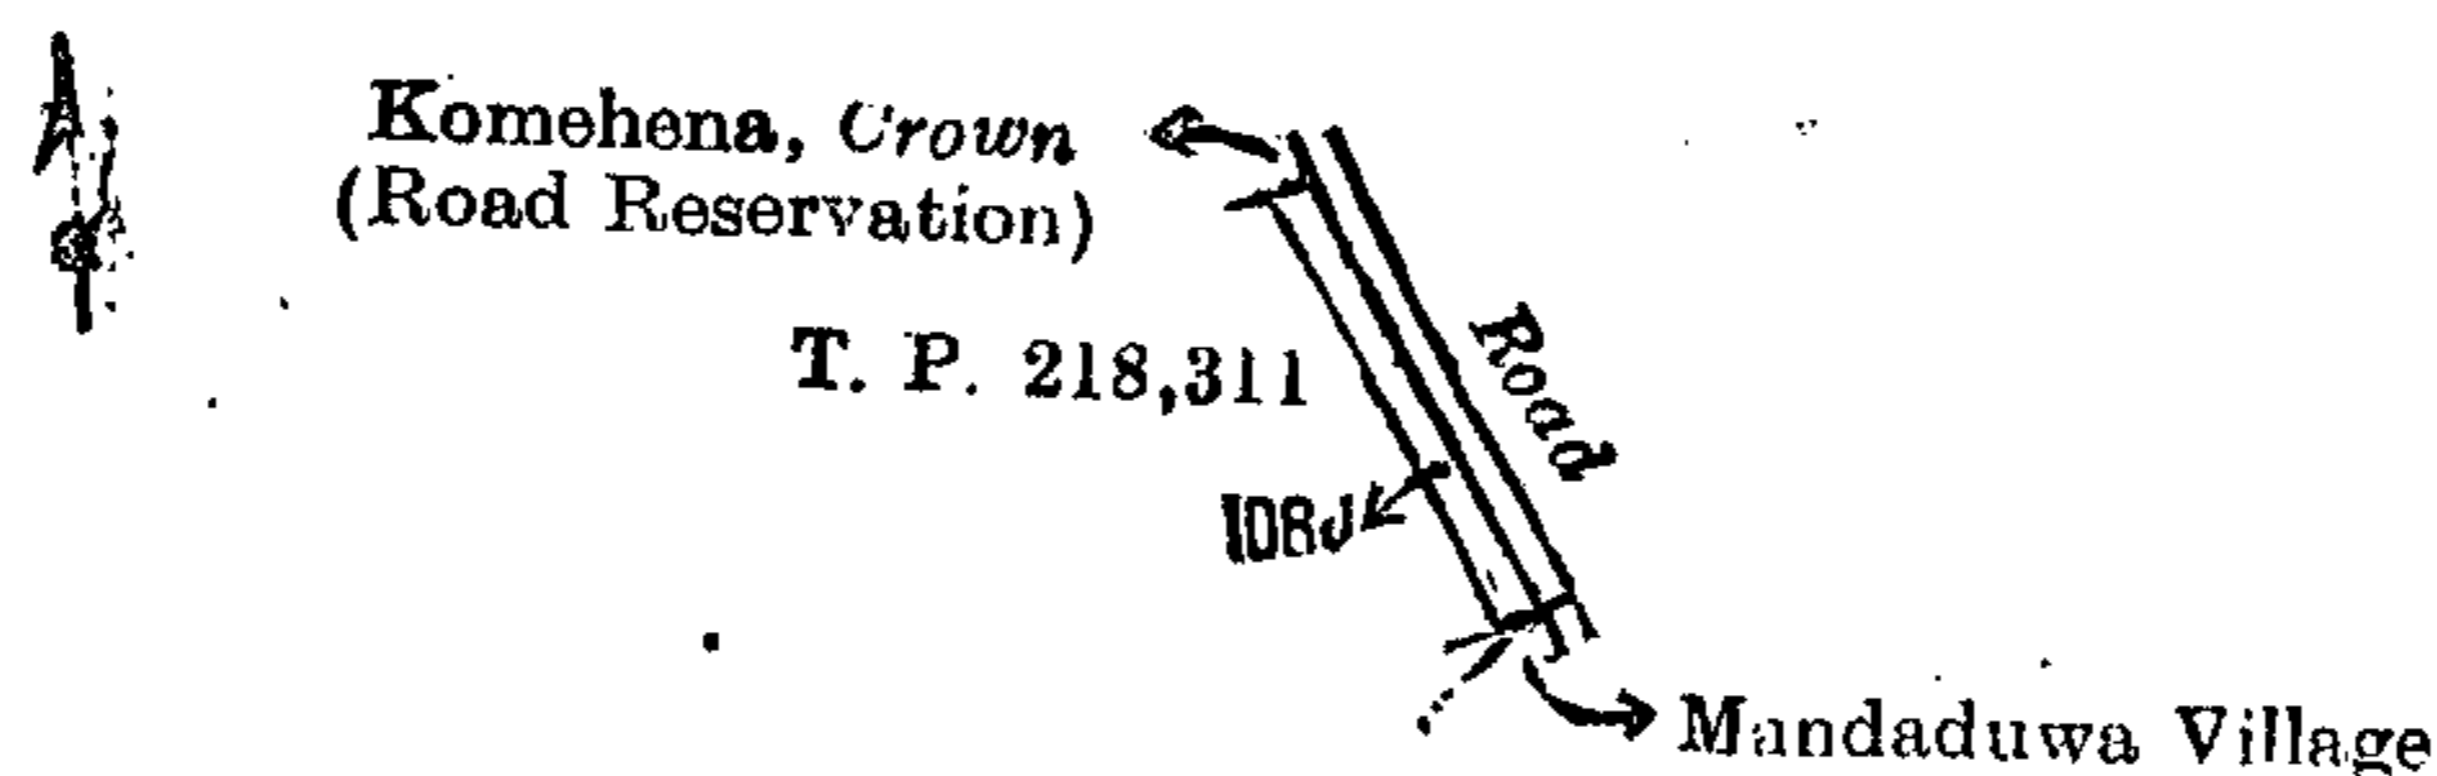 Komehena, Crown
(Road Reservation)
T. P. 218,311
Road
108J
Mandaduwa Village